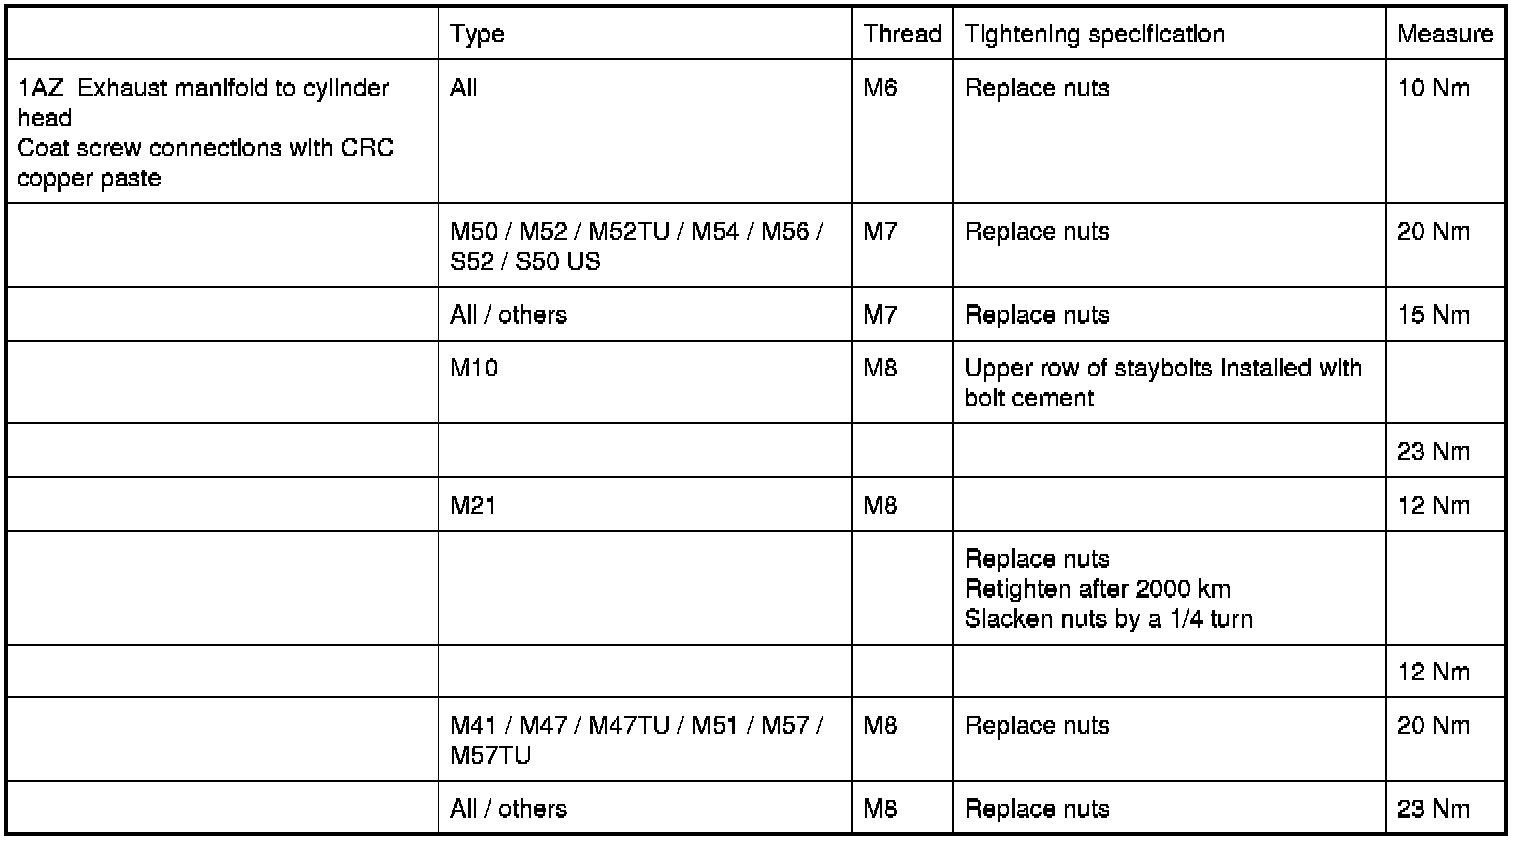 Type Thread Tightening specification Measure
1AZ  Exhaust manifold to cylinder All M6 Replace nuts 10 Nm
head
Coat screw connections with CRC
copper paste
M50 / M52 / M52TU / M54 / M56 / M7 Replace nuts 20 Nm
S52 / S50 US
All / others M7 Replace nuts 15 Nm
M10 M8 Upper row of staybolts installed with
bolt cement
23 Nm
M21 M8 12 Nm
Replace nuts
Retighten after 2000 km
Slacken nuts by a 1/4 turn
12 Nm
M41 / M47 / M47TU / M51 / M57 / M8 Replace nuts 20 Nm
M57TU
All / others M8 Replace nuts 23 Nm